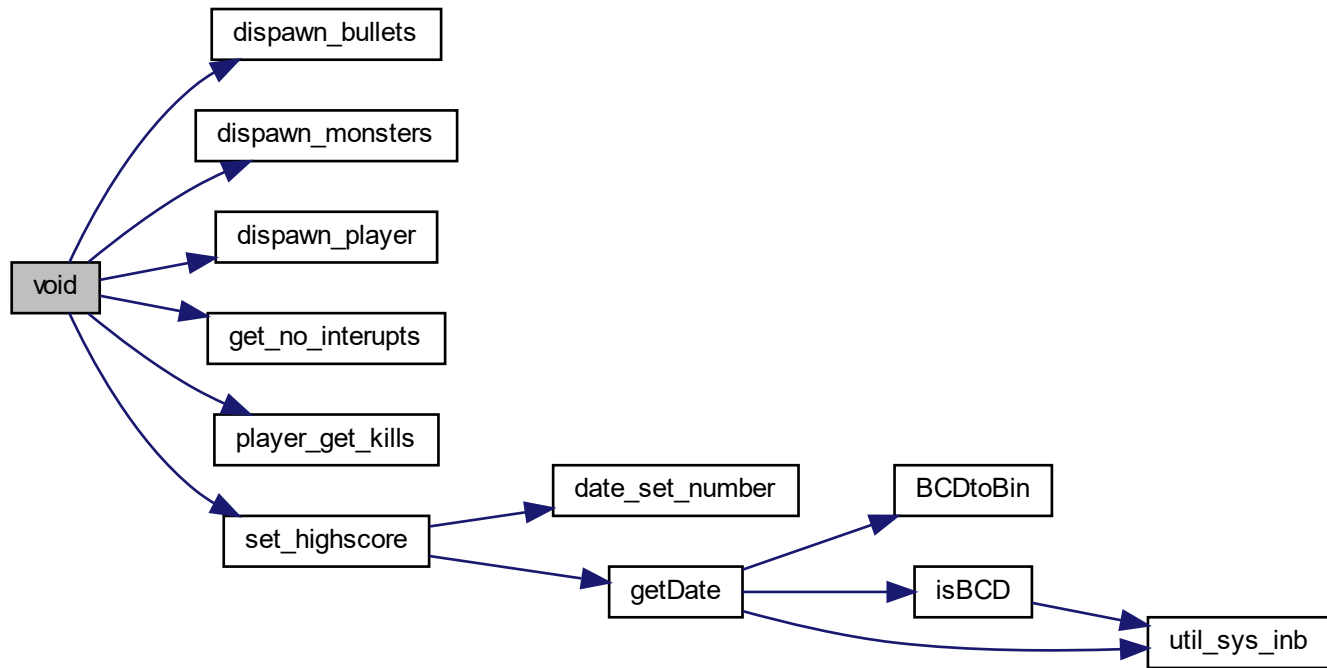 dispawn_bullets
dispawn_monsters
dispawn_player
void
get_no_interupts
player_get_kills
date_set_number
BCDtoBin
set_highscore
getDate
isBCD
util_sys_inb